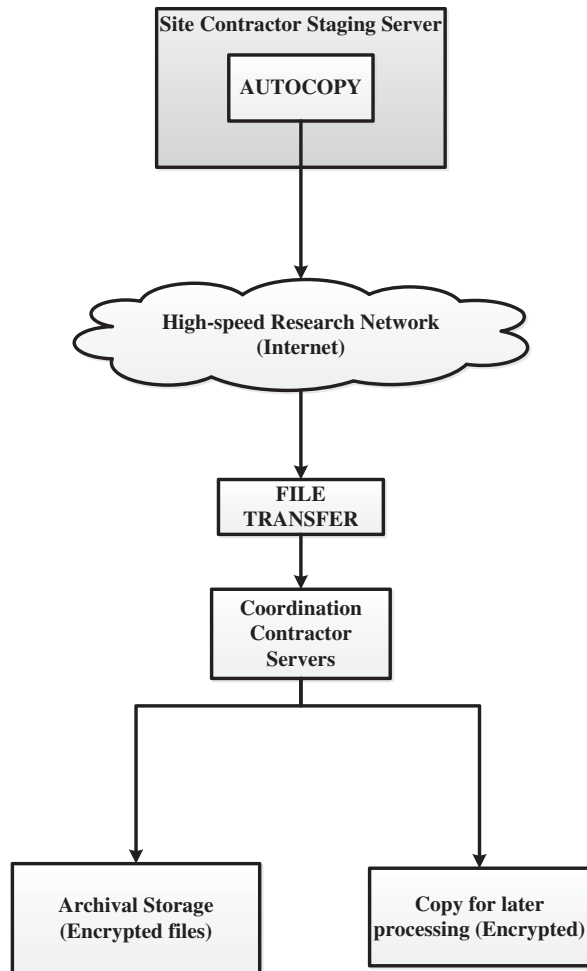 Site Contractor Staging Server
AUTOCOPY
High-speed Research Network
(Internet)
FILE
TRANSFER
Coordination
Contractor
Servers
Archival Storage
(Encrypted files)
Copy for later
processing (Encrypted)